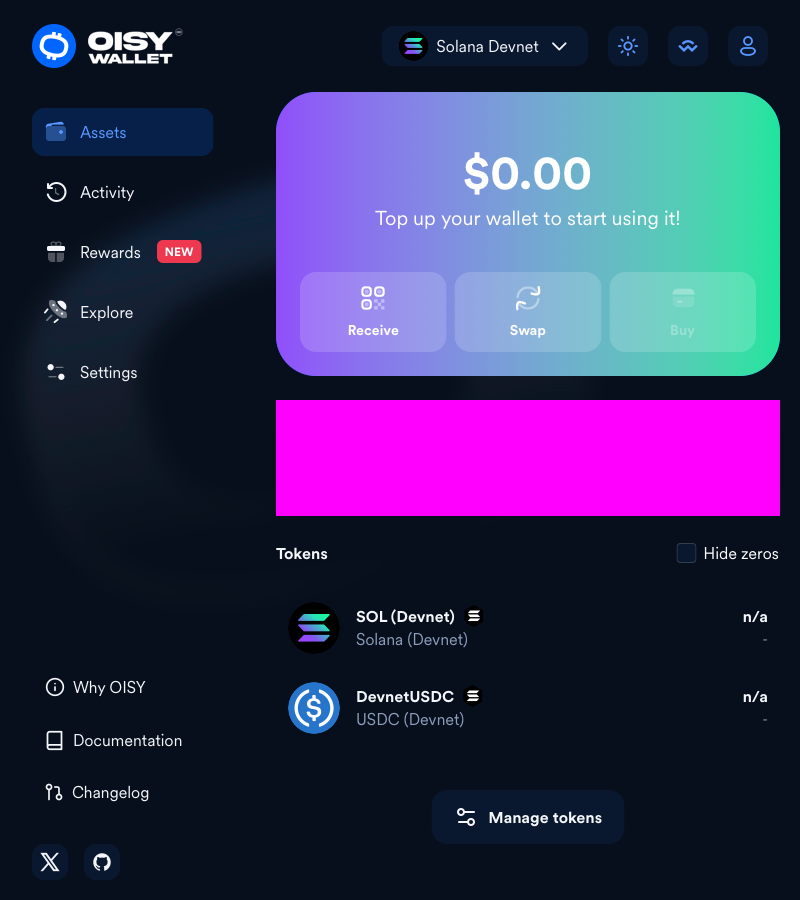 OISY
WALLET
Solana Devnet
Assets
Activity
Rewards NEW
Explore
Settings
$0.00
Top up your wallet to start using it!
Receive
Swap
Buy
Tokens
Hide zeros
SOL (Devnet)
n/a
Solana (Devnet)
-
DevnetUSDC
n/a
USDC (Devnet)
-
Manage tokens
Why OISY
Documentation
Changelog